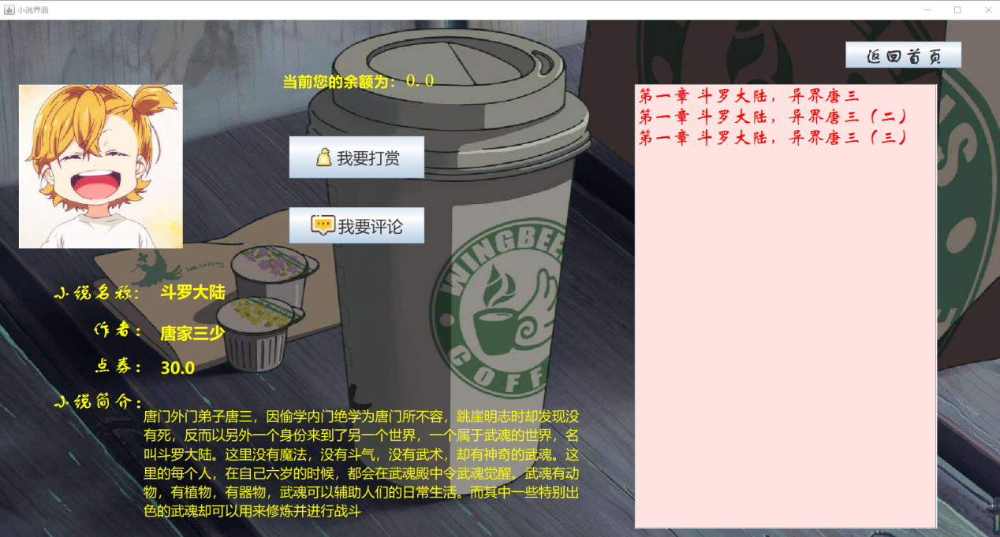 小说界面
返回首页
当前您的余额为：0.0
我要打赏
我要评论
第一章 斗罗大陆，异界唐三
第一章 斗罗大陆，异界唐三（二）
第一章 斗罗大陆，异界唐三（三）
WINGBEE
COFF
小说名称： 斗罗大陆
作者： 唐家三少
点券： 30.0
小说简介：
唐门外门弟子唐三，因偷学内门绝学为唐门所不容，跳崖明志时却发现没
有死，反而以另外一个身份来到了另一个世界，一个属于武魂的世界，名
叫斗罗大陆。这里没有魔法，没有斗气，没有武术，却有神奇的武魂。这
里的每个人，在自己六岁的时候，都会在武魂殿中令武魂觉醒。武魂有动
物，有植物，有器物，武魂可以辅助人们的日常生活。而其中一些特别出
色的武魂却可以用来修炼并进行战斗